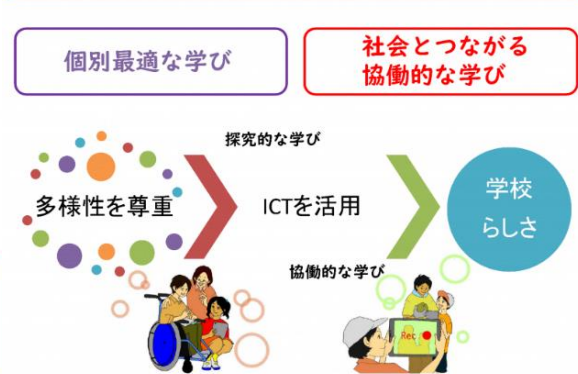 個別最適な学び
社会とつながる
協働的な学び
探究的な学び
多様性を尊重
ICTを活用
学校
らしさ
協働的な学び
Rec